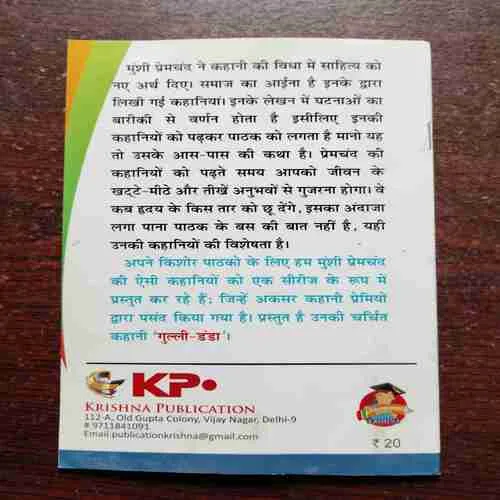 मुंशी प्रेमचंद ने कहानी की विधा में साहित्य को
नए अर्थ दिए। समाज का आईना है इनके द्वारा
लिखी गई कहानियां। इनके लेखन में घटनाओं का
बारीकी से वर्णन होता है इसीलिए इनकी
कहानियों को पढ़कर पाठक को लगता है मानो यह
तो उसके आस-पास की कथा है। प्रेमचंद की
कहानियों को पढ़ते समय आपको जीवन के
खट्टे-मीठे और तीखें अनुभवों से गुजरना होगा। वे
कब हृदय के किस तार को छू देंगे, इसका अंदाजा
लगा पाना पाठक के बस की बात नहीं है, यही
उनकी कहानियों की विशेषता है।
अपने किशोर पाठकों के लिए हम मुंशी प्रेमचंद
की ऐसी कहानियों को एक सीरीज के रूप में
प्रस्तुत कर रहे हैं; जिन्हें अकसर कहानी प्रेमियों
द्वारा पसंद किया गया है। प्रस्तुत है उनकी चर्चित
कहानी 'गुल्ली-डंडा'।
KP
KRISHNA PUBLICATION
112-A, Old Gupta Colony, Vijay Nagar, Delhi-9
# 9711841091
Email:publicationkrishna@gmail.com
₹ 20